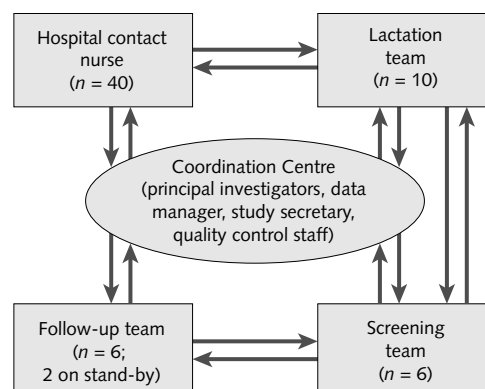 Hospital contact
nurse
(n = 40)
Lactation
team
(n = 10)
Coordination Centre
(principal investigators, data
manager, study secretary,
quality control staff)
Follow-up team
(n = 6;
2 on stand-by)
Screening
team
(n = 6)